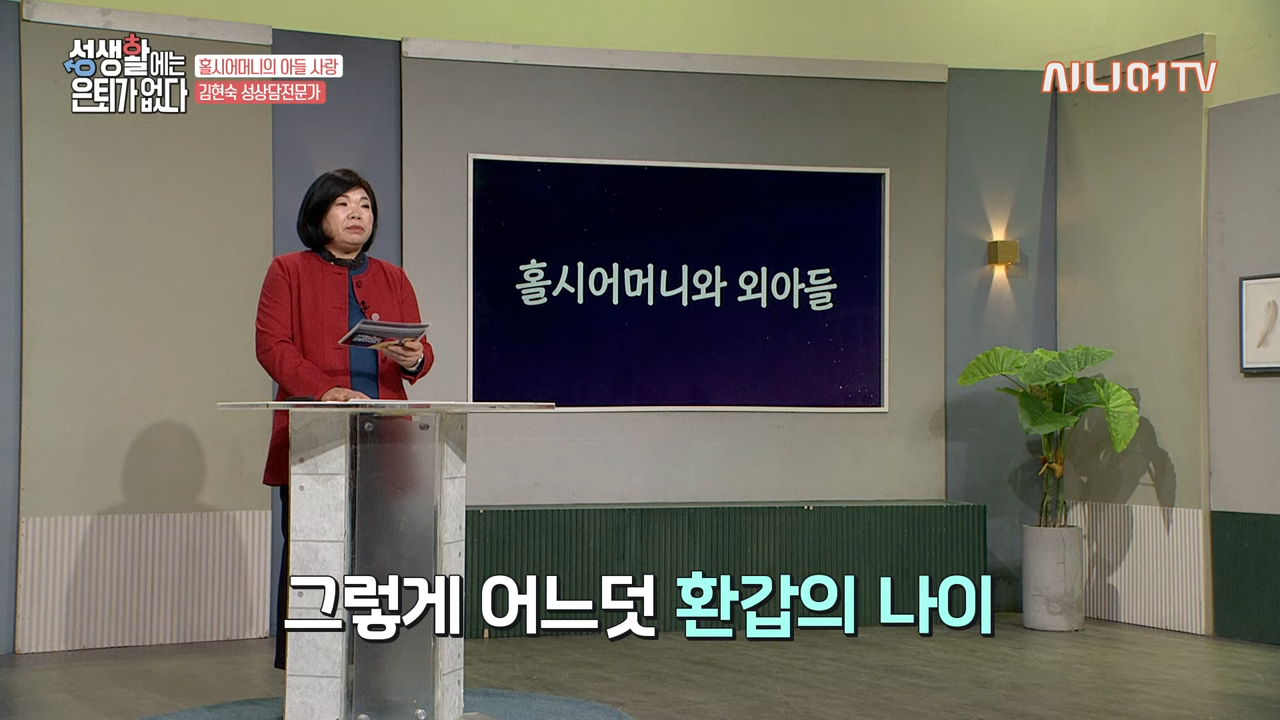 성생활에는
은퇴가 없다
홀시어머니의 아들 사랑
김현숙 성상담전문가
시니어TV
홀시어머니와 외아들
그렇게 어느덧 환갑의 나이